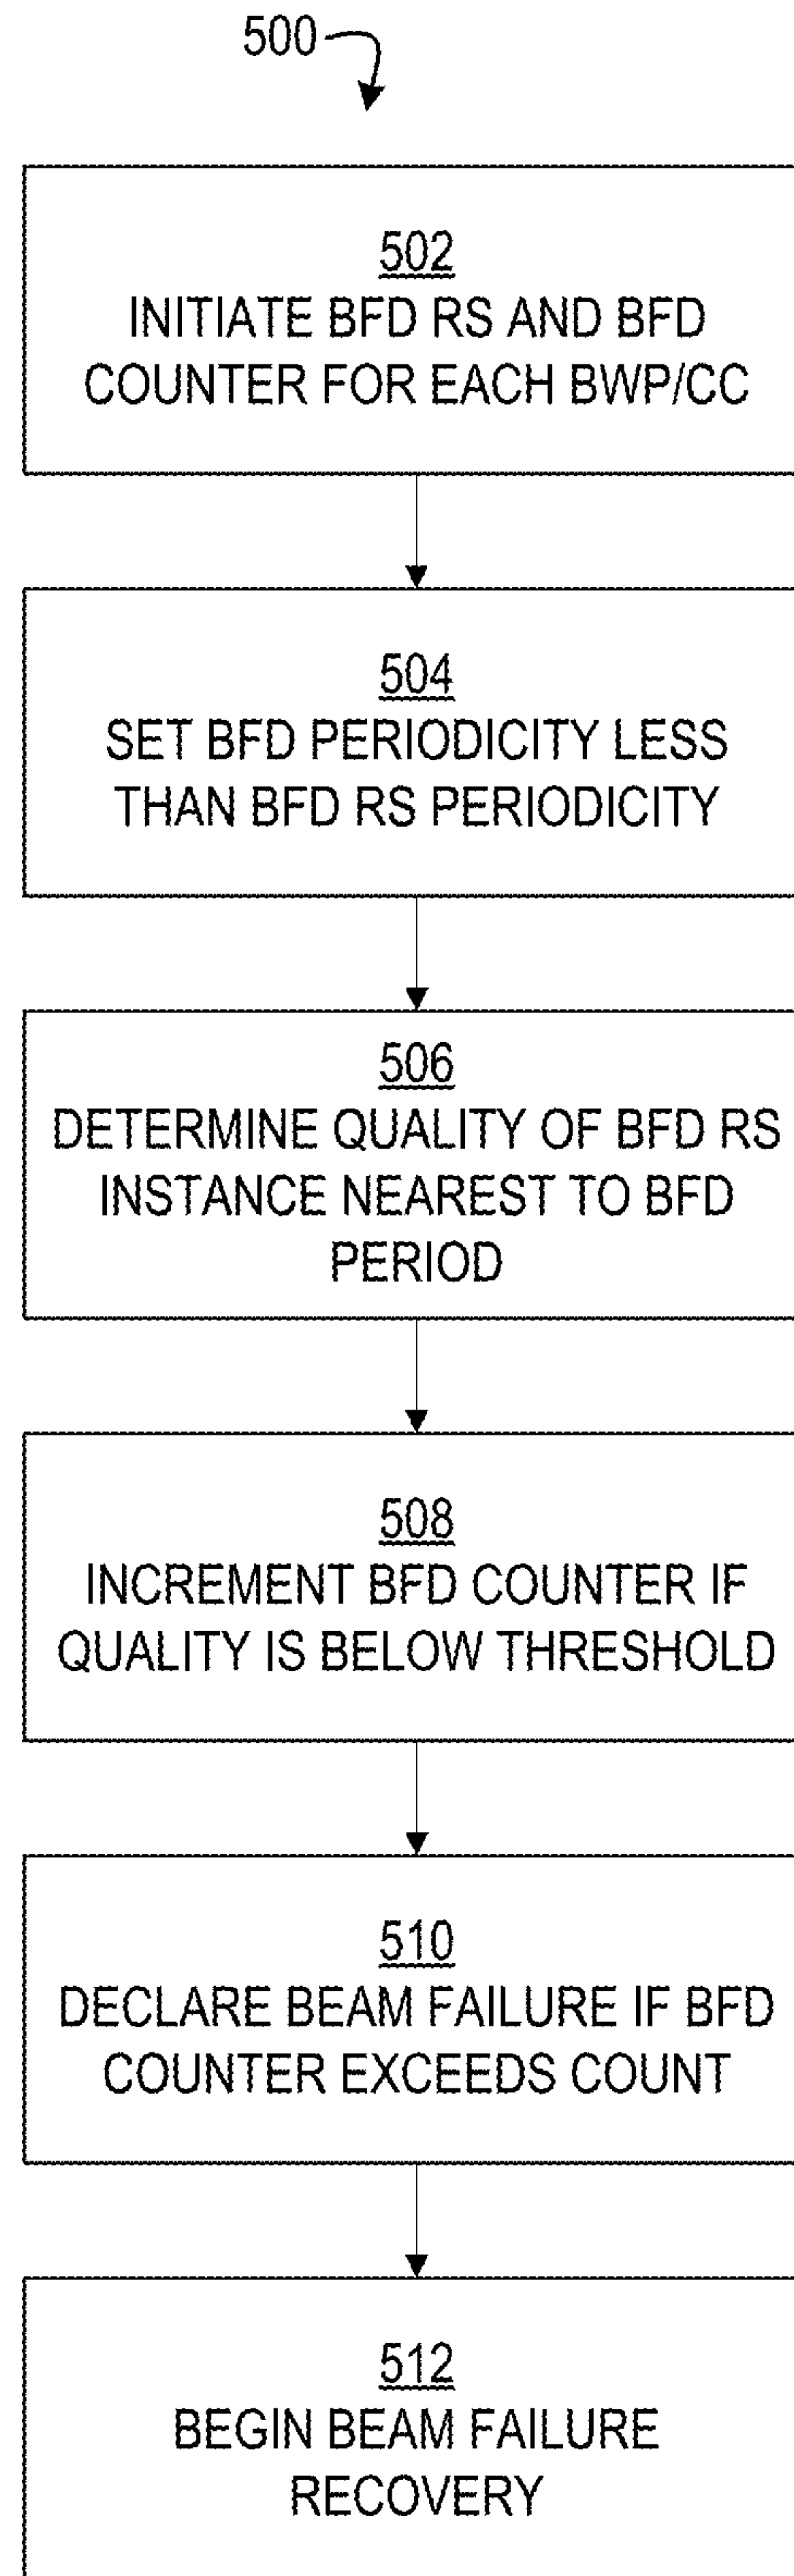 500
502
INITIATE BFD RS AND BFD
COUNTER FOR EACH BWP/CC
504
SET BFD PERIODICITY LESS
THAN BFD RS PERIODICITY
506
DETERMINE QUALITY OF BFD RS
INSTANCE NEAREST TO BFD
PERIOD
508
INCREMENT BFD COUNTER IF
QUALITY IS BELOW THRESHOLD
510
DECLARE BEAM FAILURE IF BFD
COUNTER EXCEEDS COUNT
512
BEGIN BEAM FAILURE
RECOVERY